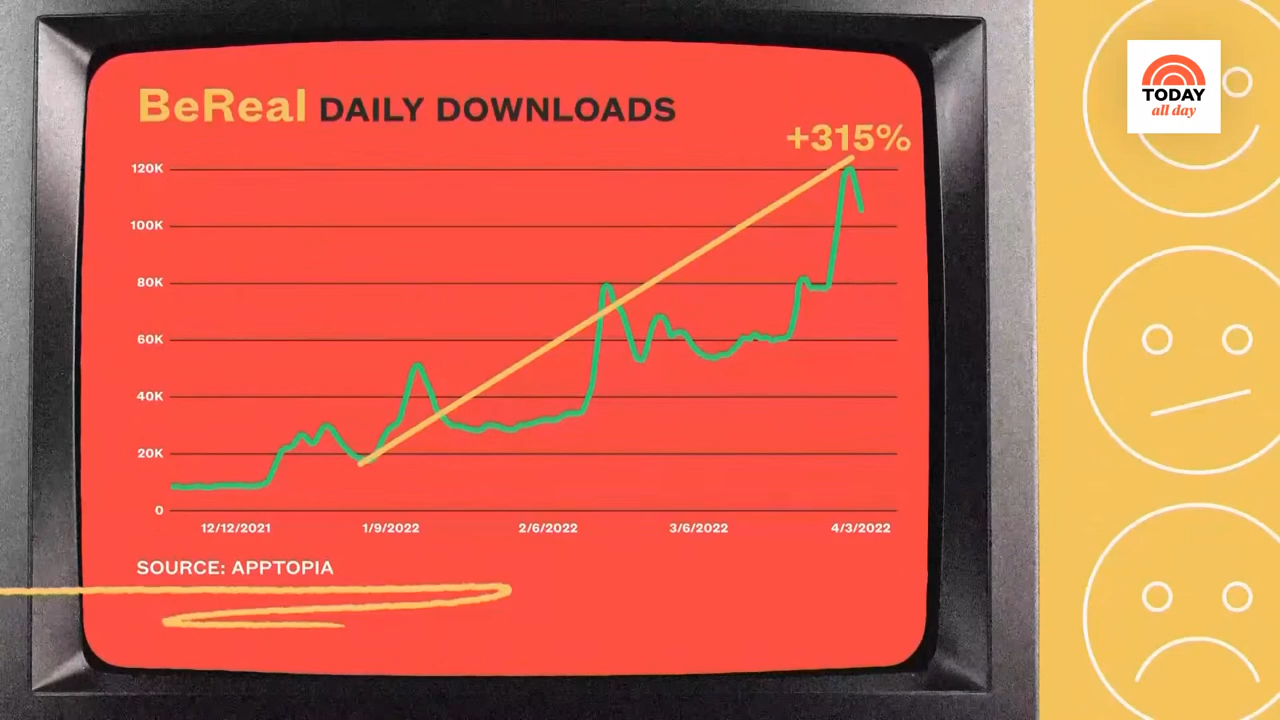 BeReal DAILY DOWNLOADS
+315%
120K
100K
80K
60K
40K
20K
0
12/12/2021 1/9/2022 2/6/2022 3/6/2022 4/3/2022
SOURCE: APPTOPIA
TODAY
all day